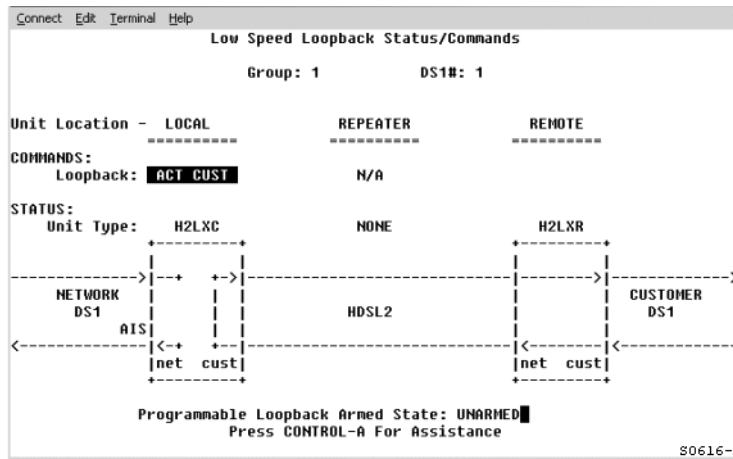 Connect Edit Terminal Help
Low Speed Loopback Status/Commands
Group: 1 DS1#: 1
Unit Location - LOCAL REPEATER REMOTE
COMMANDS:
Loopback: ACT CUST N/A
STATUS:
Unit Type: H2LXC NONE H2LXR
NETWORK CUSTOMER
DS1 HDSL2 DS1
AIS
net cust net cust
Programmable Loopback Armed State: UNARMED
Press CONTROL-A For Assistance
S0616-